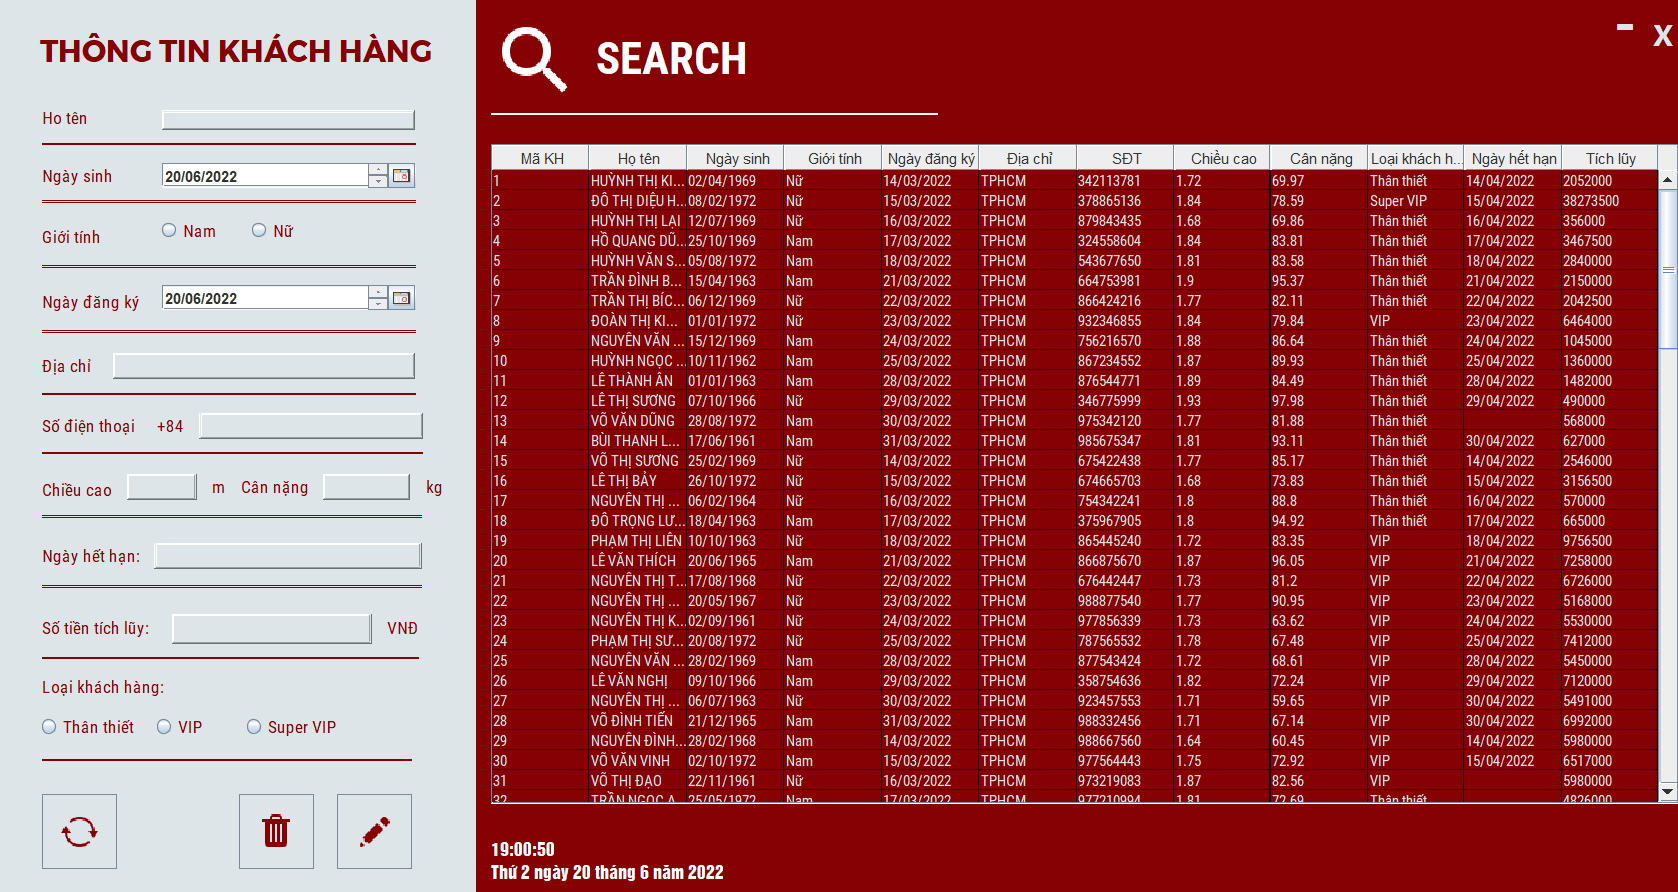 THÔNG TIN KHÁCH HÀNG
Ho tên
Ngày sinh 20/06/2022
Giới tính Nam Nữ
Ngày đăng ký 20/06/2022
Địa chỉ
Số điện thoại +84
Chiều cao m Cân nặng kg
Ngày hết hạn:
Số tiền tích lũy: VNĐ
Loại khách hàng:
Thân thiết VIP Super VIP
SEARCH
Mã KH Họ tên Ngày sinh Giới tính Ngày đăng ký Địa chỉ SĐT Chiều cao Cân nặng Loại khách h... Ngày hết hạn Tích lũy
1 HUỲNH THỊ KI... 02/04/1969 Nữ 14/03/2022 TPHCM 342113781 1.72 69.97 Thân thiết 14/04/2022 2052000
2 ĐỖ THỊ DIỆU H... 08/02/1972 Nữ 15/03/2022 TPHCM 378865136 1.84 78.59 Super VIP 15/04/2022 38273500
3 HUỲNH THỊ LẠI 12/07/1969 Nữ 16/03/2022 TPHCM 879843435 1.68 69.86 Thân thiết 16/04/2022 356000
4 HỒ QUANG DŨ... 25/10/1969 Nam 17/03/2022 TPHCM 324558604 1.84 83.81 Thân thiết 17/04/2022 3467500
5 HUỲNH VĂN S... 05/08/1972 Nam 18/03/2022 TPHCM 543677650 1.81 83.58 Thân thiết 18/04/2022 2840000
6 TRẦN ĐÌNH B... 15/04/1963 Nam 21/03/2022 TPHCM 664753981 1.9 95.37 Thân thiết 21/04/2022 2150000
7 TRẦN THỊ BÍC... 06/12/1969 Nữ 22/03/2022 TPHCM 866424216 1.77 82.11 Thân thiết 22/04/2022 2042500
8 ĐOÀN THỊ KI... 01/01/1972 Nữ 23/03/2022 TPHCM 932346855 1.84 79.84 VIP 23/04/2022 6464000
9 NGUYỄN VĂN ... 15/12/1969 Nam 24/03/2022 TPHCM 756216570 1.88 86.64 Thân thiết 24/04/2022 1045000
10 HUỲNH NGỌC ... 10/11/1962 Nam 25/03/2022 TPHCM 867234552 1.87 89.93 Thân thiết 25/04/2022 1360000
11 LÊ THÀNH ÂN 01/01/1963 Nam 28/03/2022 TPHCM 876544771 1.89 84.49 Thân thiết 28/04/2022 1482000
12 LÊ THỊ SƯƠNG 07/10/1966 Nữ 29/03/2022 TPHCM 346775999 1.93 97.98 Thân thiết 29/04/2022 490000
13 VÕ VĂN DŨNG 28/08/1972 Nam 30/03/2022 TPHCM 975342120 1.77 81.88 Thân thiết 568000
14 BÙI THANH L... 17/06/1961 Nam 31/03/2022 TPHCM 985675347 1.81 93.11 Thân thiết 30/04/2022 627000
15 VÕ THỊ SƯƠNG 25/02/1969 Nữ 14/03/2022 TPHCM 675422438 1.77 85.17 Thân thiết 14/04/2022 2546000
16 LÊ THỊ BẢY 26/10/1972 Nữ 15/03/2022 TPHCM 674665703 1.68 73.83 Thân thiết 15/04/2022 3156500
17 NGUYỄN THỊ ... 06/02/1964 Nữ 16/03/2022 TPHCM 754342241 1.8 88.8 Thân thiết 16/04/2022 570000
18 ĐỖ TRỌNG LƯ... 18/04/1963 Nam 17/03/2022 TPHCM 375967905 1.8 94.92 Thân thiết 17/04/2022 665000
19 PHẠM THỊ LIÊN 10/10/1963 Nữ 18/03/2022 TPHCM 865445240 1.72 83.35 VIP 18/04/2022 9756500
20 LÊ VĂN THÍCH 20/06/1965 Nam 21/03/2022 TPHCM 866875670 1.87 96.05 VIP 21/04/2022 7258000
21 NGUYỄN THỊ T... 17/08/1968 Nữ 22/03/2022 TPHCM 676442447 1.73 81.2 VIP 22/04/2022 6726000
22 NGUYỄN THỊ ... 20/05/1967 Nữ 23/03/2022 TPHCM 988877540 1.77 90.95 VIP 23/04/2022 5168000
23 NGUYỄN THỊ K... 02/09/1961 Nữ 24/03/2022 TPHCM 977856339 1.73 63.62 VIP 24/04/2022 5530000
24 PHẠM THỊ SƯ... 20/08/1972 Nữ 25/03/2022 TPHCM 787565532 1.78 67.48 VIP 25/04/2022 7412000
25 NGUYỄN VĂN ... 28/02/1969 Nam 28/03/2022 TPHCM 877543424 1.72 68.61 VIP 28/04/2022 5450000
26 LÊ VĂN NGHỊ 09/10/1966 Nam 29/03/2022 TPHCM 358754636 1.82 72.24 VIP 29/04/2022 7120000
27 NGUYỄN THỊ ... 06/07/1963 Nữ 30/03/2022 TPHCM 923457553 1.71 59.65 VIP 30/04/2022 5491000
28 VÕ ĐÌNH TIẾN 21/12/1965 Nam 31/03/2022 TPHCM 988332456 1.71 67.14 VIP 30/04/2022 6992000
29 NGUYỄN ĐÌNH... 28/02/1968 Nam 14/03/2022 TPHCM 988667560 1.64 60.45 VIP 14/04/2022 5980000
30 VÕ VĂN VINH 02/10/1972 Nam 15/03/2022 TPHCM 977564443 1.75 72.92 VIP 15/04/2022 6517000
31 VÕ THỊ ĐẠO 22/11/1961 Nữ 16/03/2022 TPHCM 973219083 1.87 82.56 VIP 5980000
32 TRẦN NGỌC A... 25/05/1972 Nam 17/03/2022 TPHCM 977210994 1.81 72.69 Thân thiết 4826000
19:00:50
Thứ 2 ngày 20 tháng 6 năm 2022